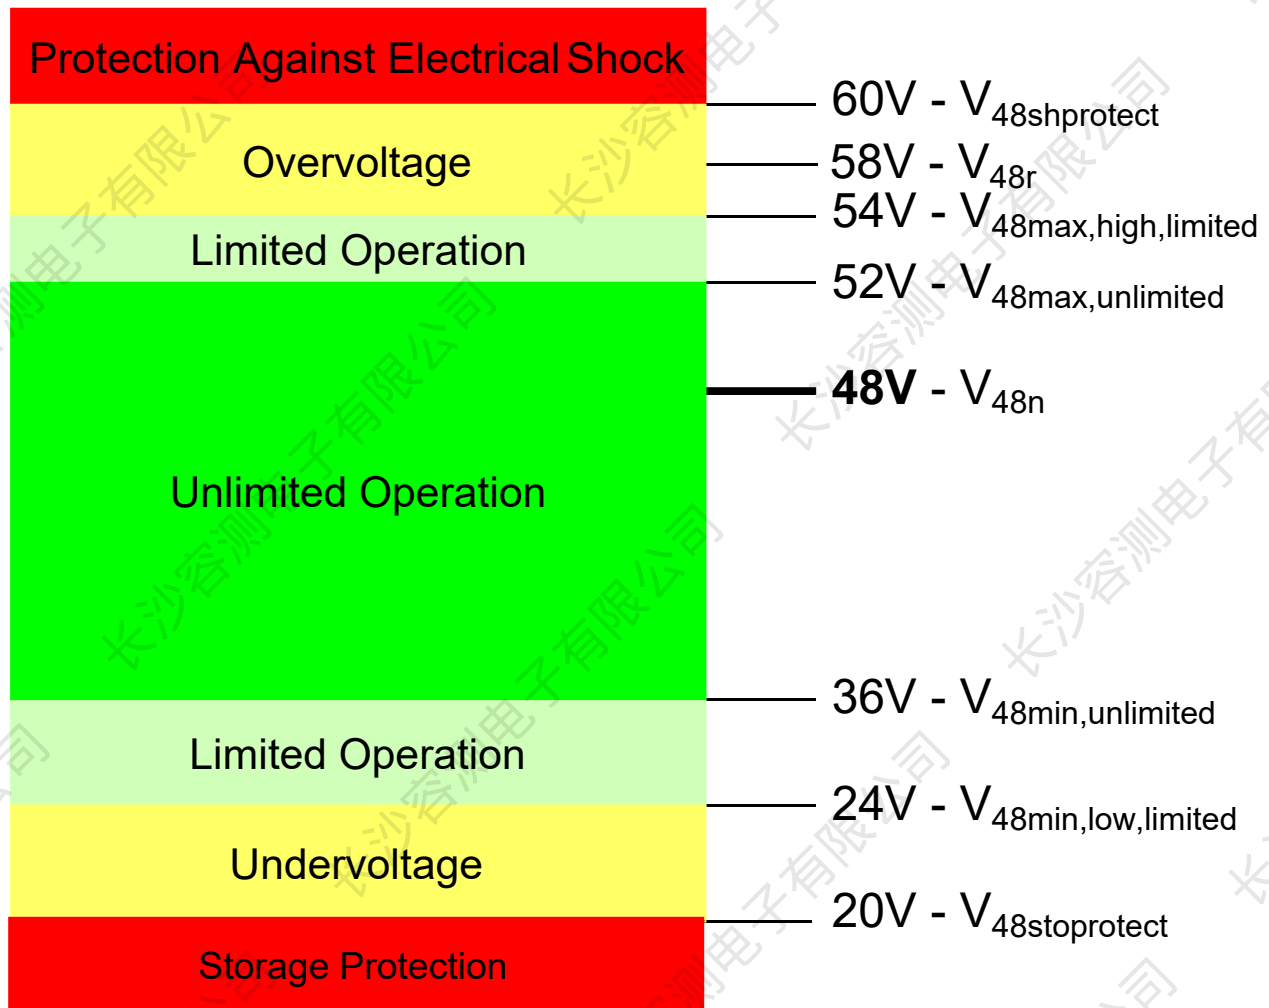 Protection Against Electrical Shock
60V - V48shprotect
Overvoltage
58V - V48r
54V - V48max,high,limited
Limited Operation
52V - V48max,unlimited
48V - V48n
Unlimited Operation
36V - V48min,unlimited
Limited Operation
24V - V48min,low,limited
Undervoltage
20V - V48stoprotect
Storage Protection
长沙容测电子有限公司